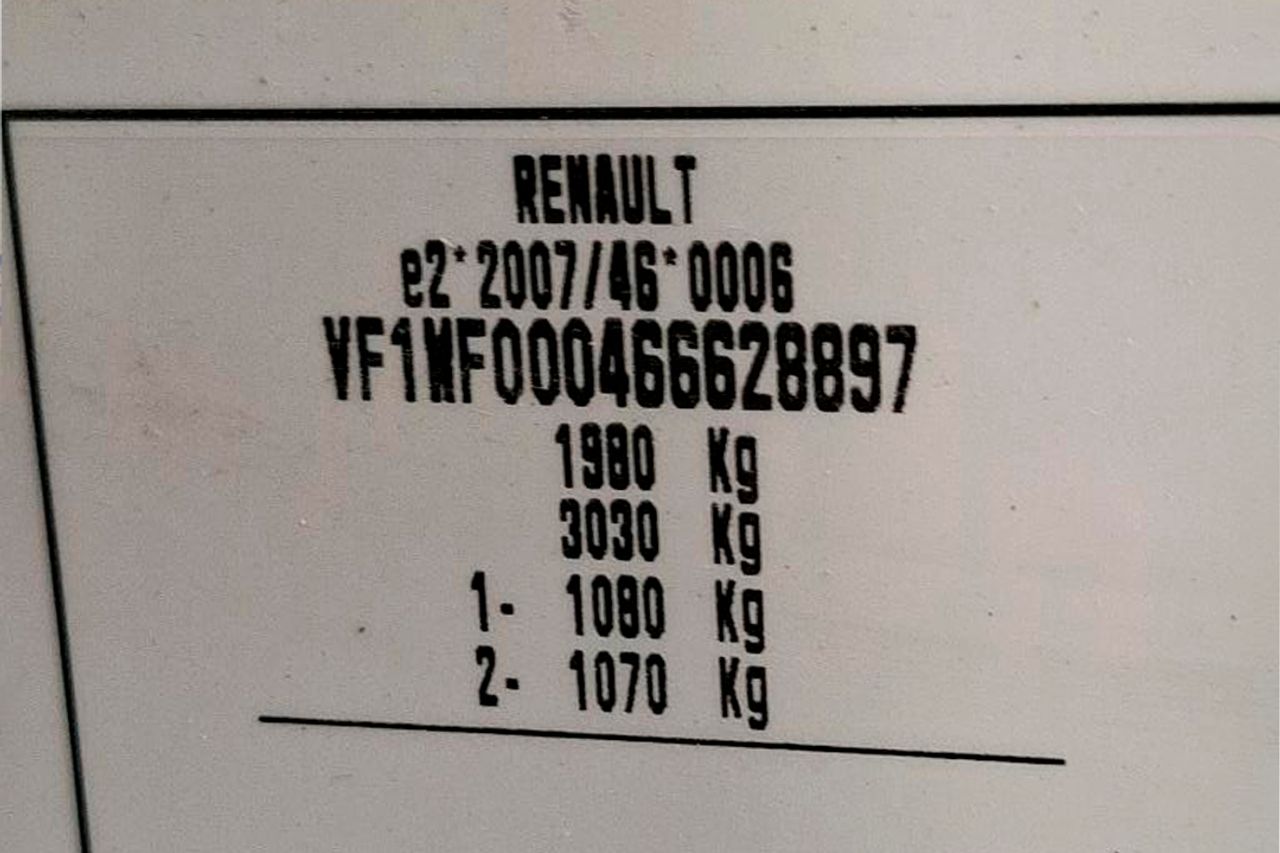 RENAULT
e2*2007/46*0006
VF1MF000466628897
1980 Kg
3030 Kg
1- 1080 Kg
2- 1070 Kg